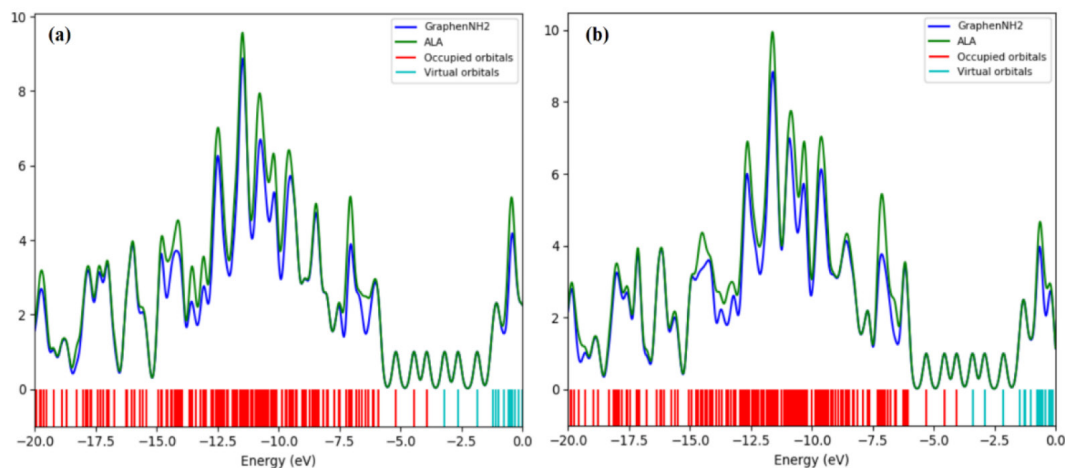 (a)
GraphenNH2
ALA
Occupied orbitals
Virtual orbitals
10
8
6
4
2
0
-20.0 -17.5 -15.0 -12.5 -10.0 -7.5 -5.0 -2.5 0.0
Energy (eV)
(b)
GraphenNH2
ALA
Occupied orbitals
Virtual orbitals
10
8
6
4
2
0
-20.0 -17.5 -15.0 -12.5 -10.0 -7.5 -5.0 -2.5 0.0
Energy (eV)